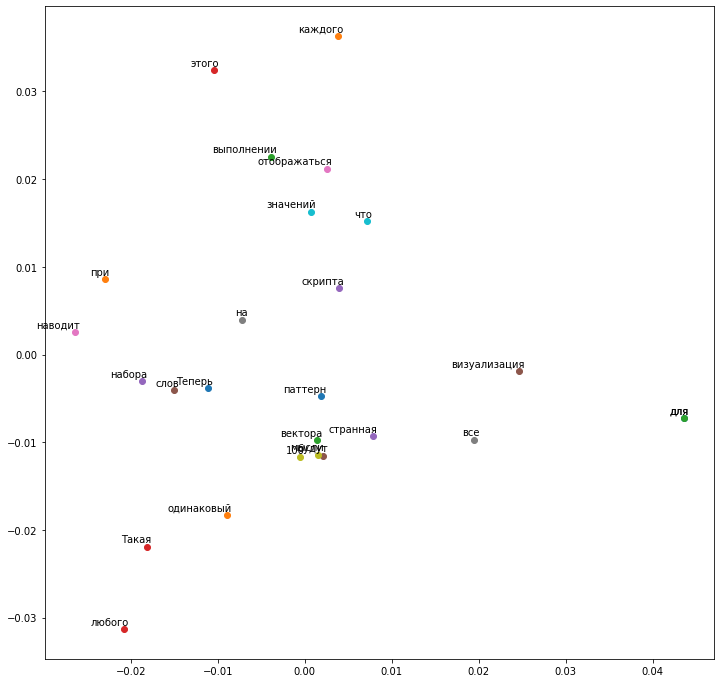 каждого
0.03
этого
выполнении
отображаться
0.02
значений
что
0.01
при
скрипта
на
наводит
0.00
визуализация
набора
слов
Теперь
паттерн
для
−0.01
вектора
странная
все
одинаковый
−0.02
Такая
−0.03
любого
−0.02 −0.01 0.00 0.01 0.02 0.03 0.04